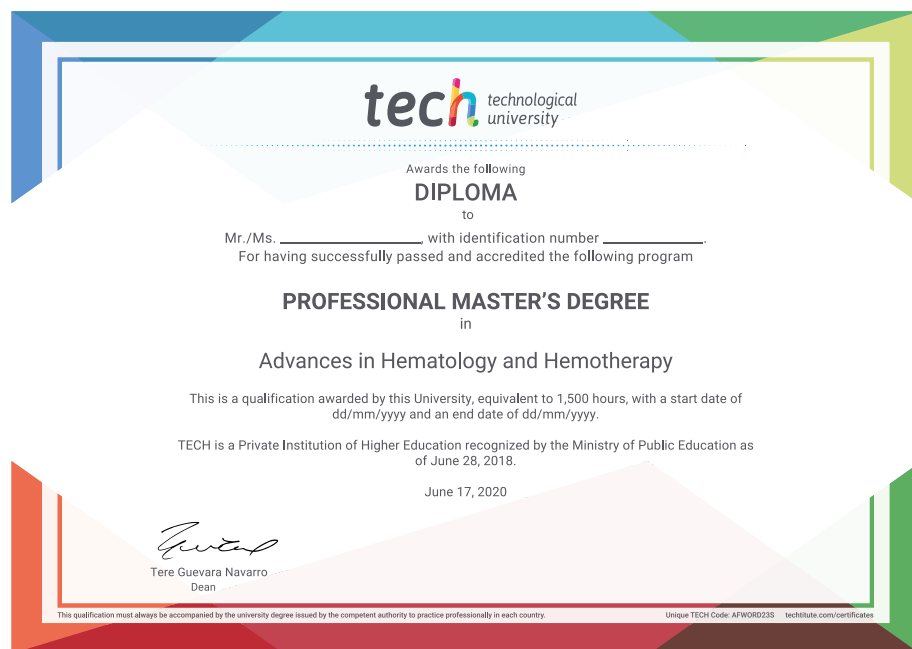 tech technological
university
Awards the following
DIPLOMA
to
Mr./Ms. ____________________, with identification number ______________.
For having successfully passed and accredited the following program
PROFESSIONAL MASTER'S DEGREE
in
Advances in Hematology and Hemotherapy
This is a qualification awarded by this University, equivalent to 1,500 hours, with a start date of
dd/mm/yyyy and an end date of dd/mm/yyyy.
TECH is a Private Institution of Higher Education recognized by the Ministry of Public Education as
of June 28, 2018.
June 17, 2020
Tere Guevara Navarro
Dean
This qualification must always be accompanied by the university degree issued by the competent authority to practice professionally in each country. Unique TECH Code: AFWORD23S techtitute.com/certificates